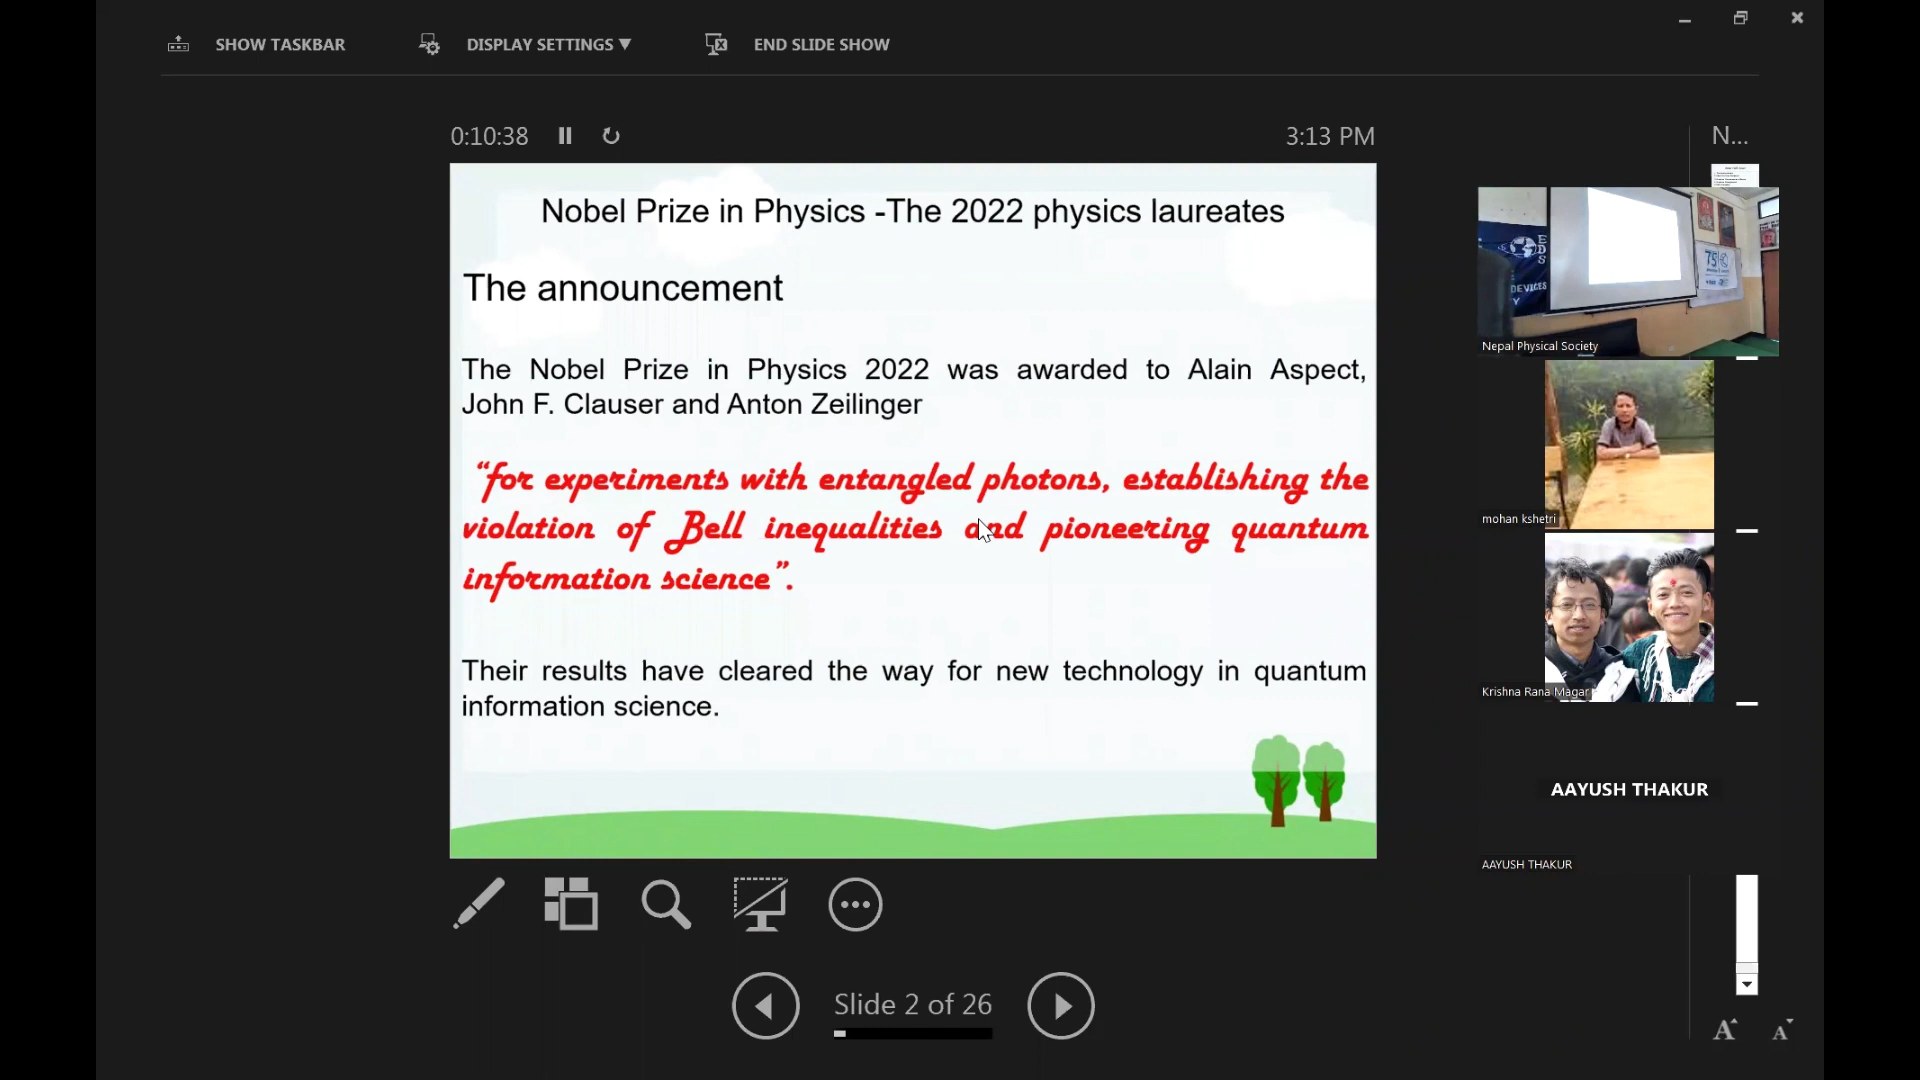 SHOW TASKBAR
DISPLAY SETTINGS ▼
END SLIDE SHOW
0:10:38
3:13 PM
N...
Nobel Prize in Physics -The 2022 physics laureates
The announcement
The Nobel Prize in Physics 2022 was awarded to Alain Aspect,
John F. Clauser and Anton Zeilinger
“for experiments with entangled photons, establishing the
violation of Bell inequalities and pioneering quantum
information science”.
Their results have cleared the way for new technology in quantum
information science.
E
D
S
DEVICES
Y
75
Nepal Physical Society
mohan kshetri
Krishna Rana Magar
AAYUSH THAKUR
AAYUSH THAKUR
Slide 2 of 26
A
A